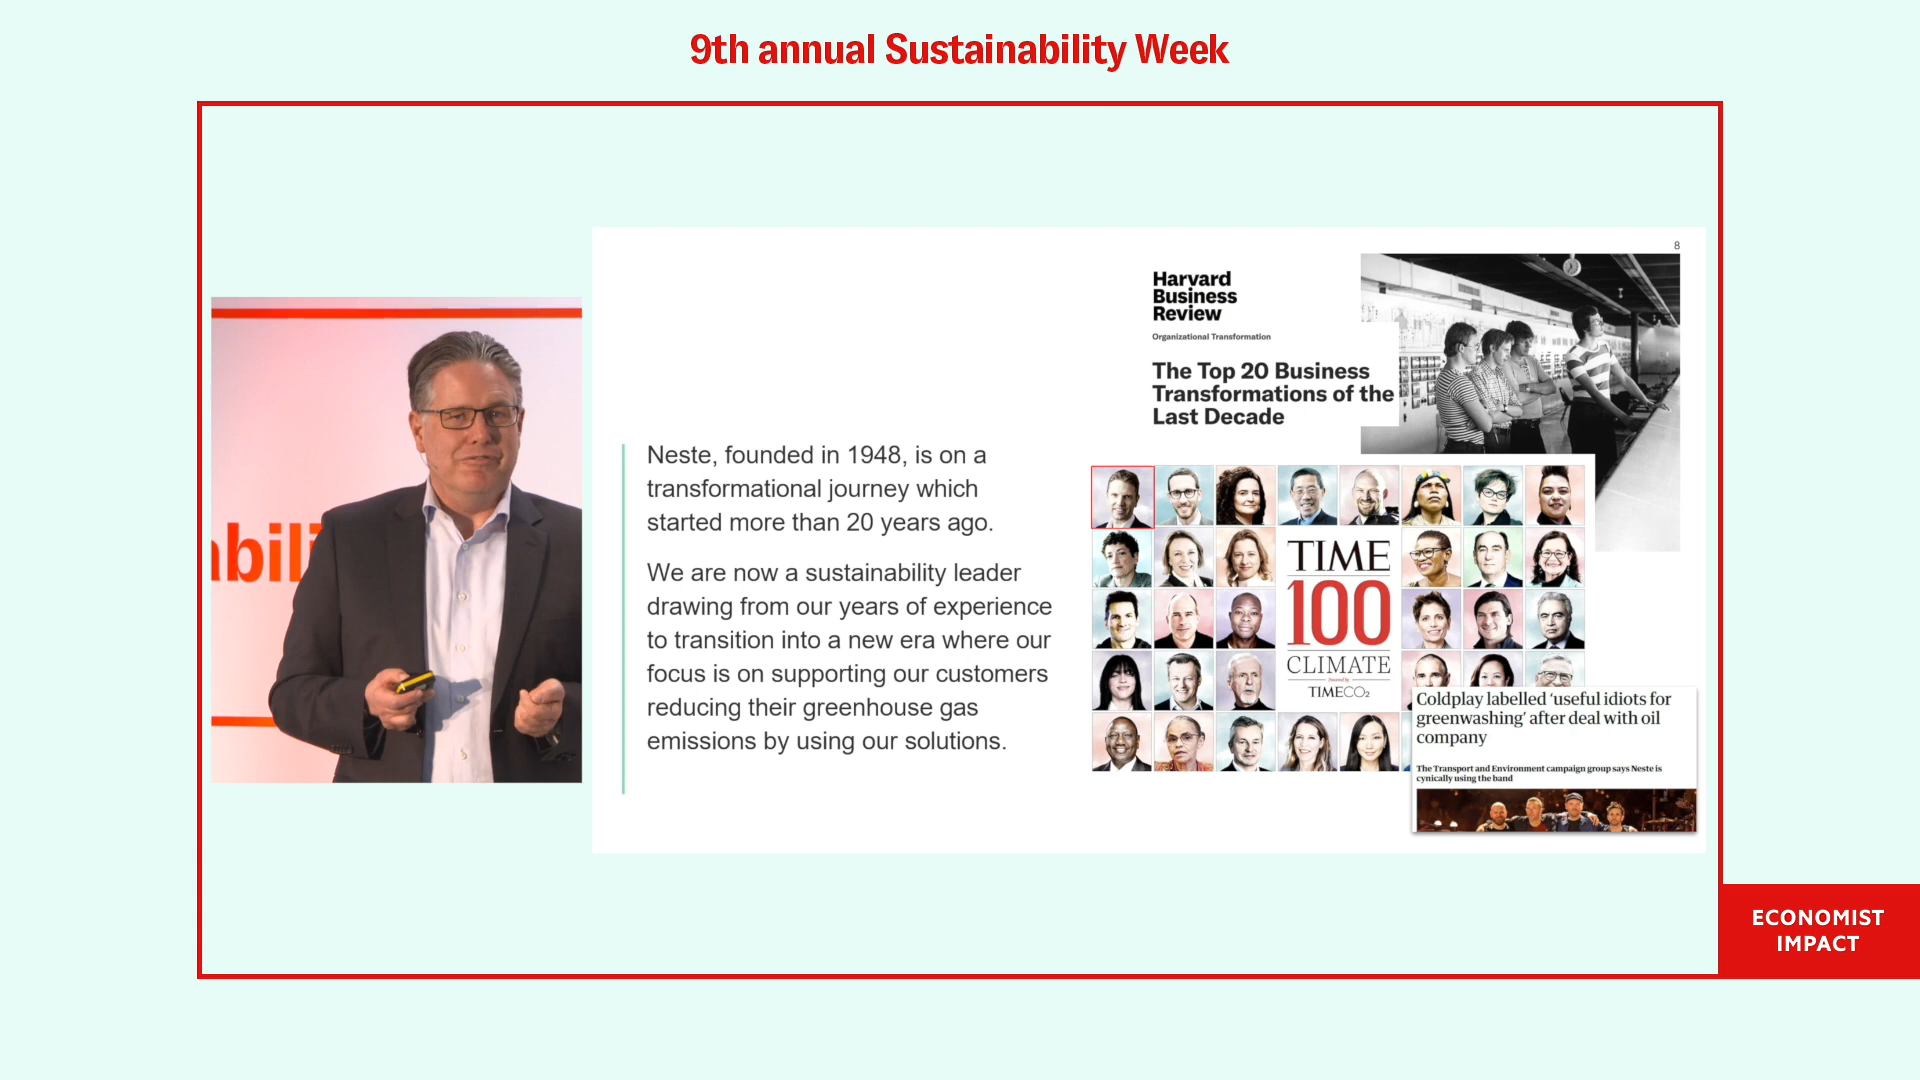 9th annual Sustainability Week
abili
Neste, founded in 1948, is on a
transformational journey which
started more than 20 years ago.
We are now a sustainability leader
drawing from our years of experience
to transition into a new era where our
focus is on supporting our customers
reducing their greenhouse gas
emissions by using our solutions.
8
Harvard
Business
Review
Organizational Transformation
The Top 20 Business
Transformations of the
Last Decade
TIME
100
CLIMATE
Powered by
TIMECO₂
Coldplay labelled ‘useful idiots for
greenwashing’ after deal with oil
company
The Transport and Environment campaign group says Neste is
cynically using the band
ECONOMIST
IMPACT